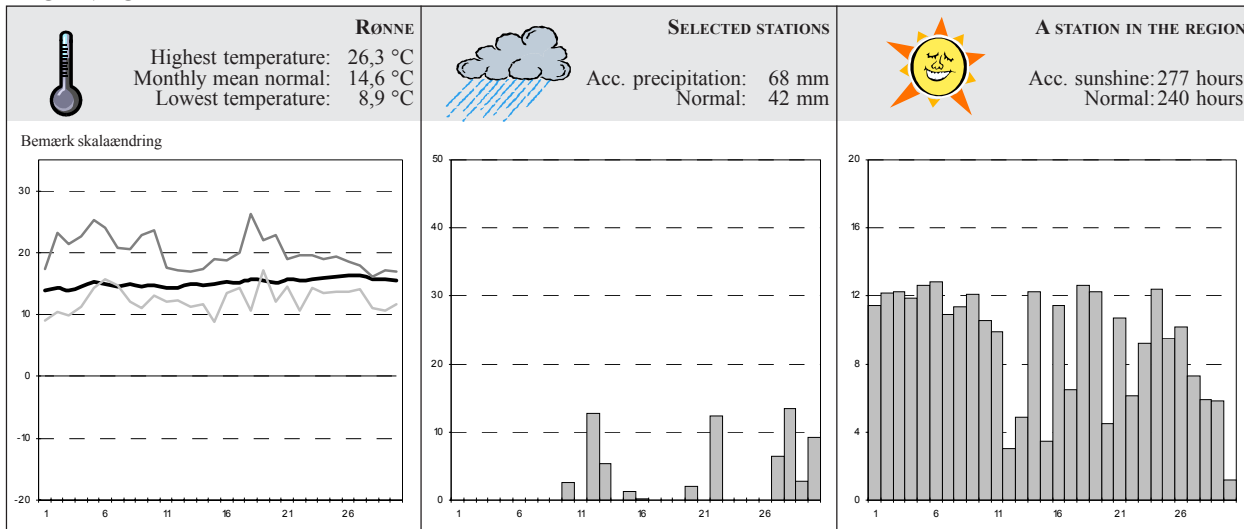 RØNNE
Highest temperature: 26,3 °C
Monthly mean normal: 14,6 °C
Lowest temperature: 8,9 °C
SELECTED STATIONS
Acc. precipitation: 68 mm
Normal: 42 mm
A STATION IN THE REGION
Acc. sunshine: 277 hours
Normal: 240 hours
Bemærk skalaændring
30
20
10
0
-10
-20
1 6 11 16 21 26
50
40
30
20
10
0
1 6 11 16 21 26
20
16
12
8
4
0
1 6 11 16 21 26